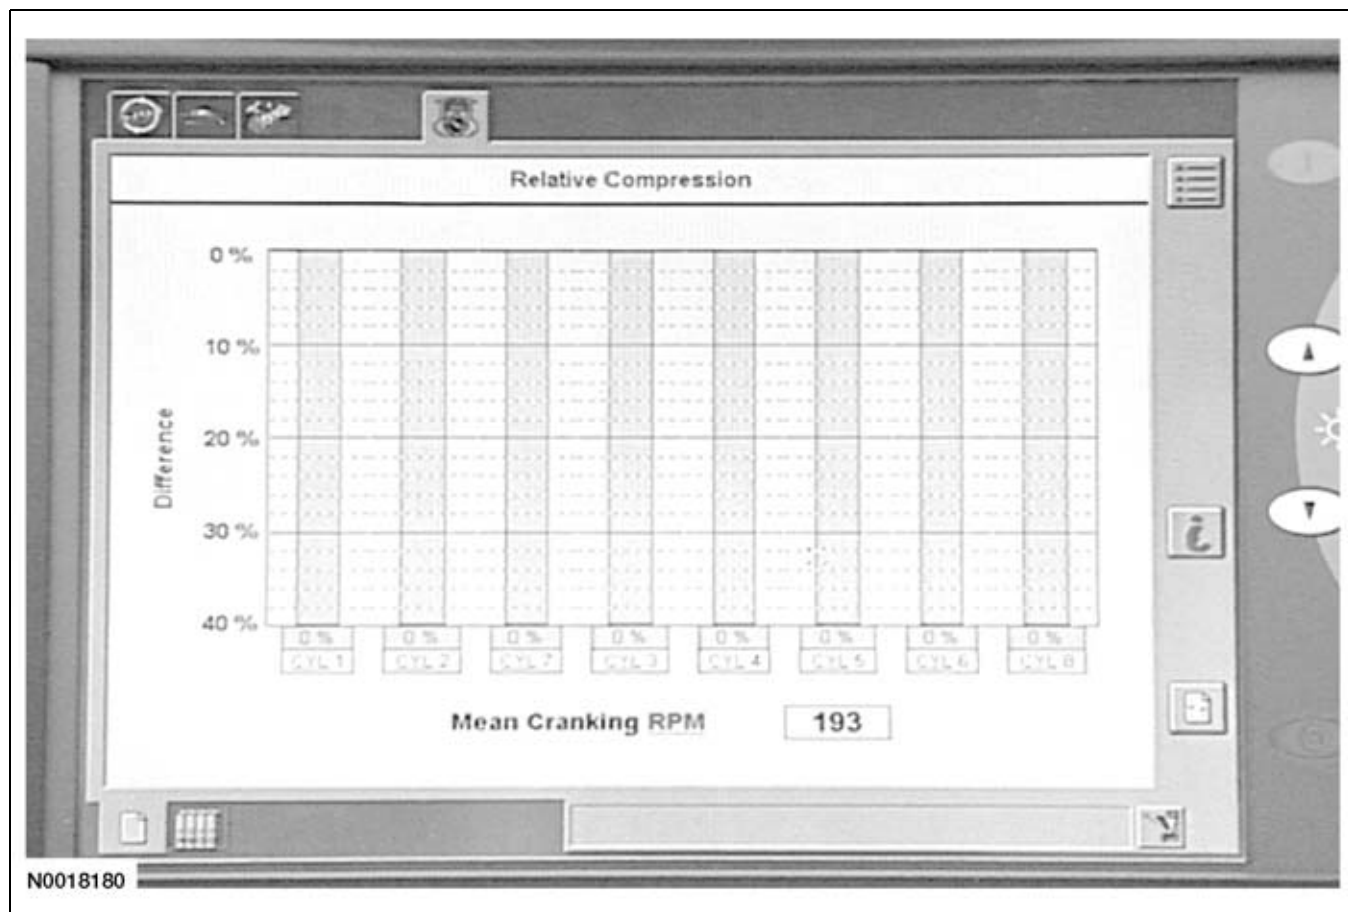 Relative Compression
0 %
10 %
20 %
30 %
40 %
Difference
0 % 0 % 0 % 0 % 0 % 0 % 0 % 0 %
CYL 1 CYL 2 CYL 7 CYL 3 CYL 4 CYL 5 CYL 6 CYL 8
Mean Cranking RPM 193
i
N0018180